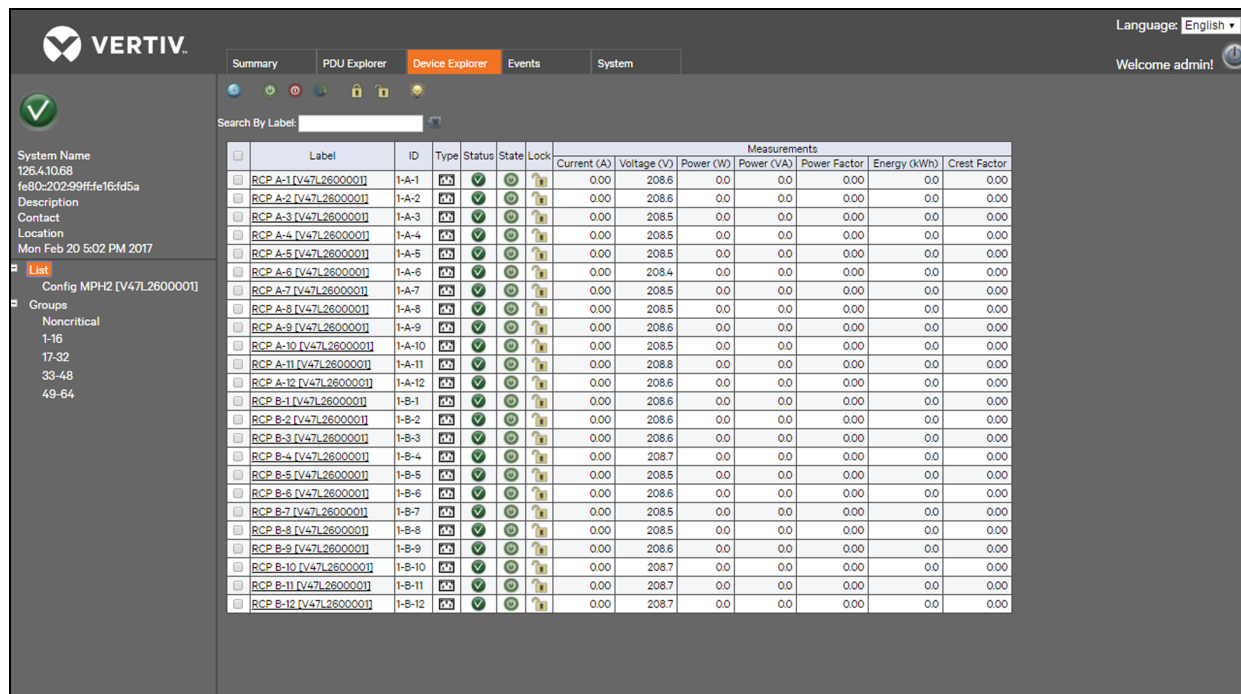 Language: English
VERTIV.
Summary PDU Explorer Device Explorer Events System
Welcome admin!
Search By Label:
System Name
126.4.10.68
fe80::202:99ff:fe16:fd5a
Description
Contact
Location
Mon Feb 20 5:02 PM 2017
List
Config MPH2 [V47L2600001]
Groups
Noncritical
1-16
17-32
33-48
49-64
Label ID Type Status State Lock Measurements
Current (A) Voltage (V) Power (W) Power (VA) Power Factor Energy (kWh) Crest Factor
RCP A-1 [V47L2600001] 1-A-1 0.00 208.6 0.0 0.0 0.00 0.0 0.00
RCP A-2 [V47L2600001] 1-A-2 0.00 208.6 0.0 0.0 0.00 0.0 0.00
RCP A-3 [V47L2600001] 1-A-3 0.00 208.5 0.0 0.0 0.00 0.0 0.00
RCP A-4 [V47L2600001] 1-A-4 0.00 208.5 0.0 0.0 0.00 0.0 0.00
RCP A-5 [V47L2600001] 1-A-5 0.00 208.5 0.0 0.0 0.00 0.0 0.00
RCP A-6 [V47L2600001] 1-A-6 0.00 208.4 0.0 0.0 0.00 0.0 0.00
RCP A-7 [V47L2600001] 1-A-7 0.00 208.5 0.0 0.0 0.00 0.0 0.00
RCP A-8 [V47L2600001] 1-A-8 0.00 208.5 0.0 0.0 0.00 0.0 0.00
RCP A-9 [V47L2600001] 1-A-9 0.00 208.6 0.0 0.0 0.00 0.0 0.00
RCP A-10 [V47L2600001] 1-A-10 0.00 208.5 0.0 0.0 0.00 0.0 0.00
RCP A-11 [V47L2600001] 1-A-11 0.00 208.8 0.0 0.0 0.00 0.0 0.00
RCP A-12 [V47L2600001] 1-A-12 0.00 208.6 0.0 0.0 0.00 0.0 0.00
RCP B-1 [V47L2600001] 1-B-1 0.00 208.6 0.0 0.0 0.00 0.0 0.00
RCP B-2 [V47L2600001] 1-B-2 0.00 208.6 0.0 0.0 0.00 0.0 0.00
RCP B-3 [V47L2600001] 1-B-3 0.00 208.6 0.0 0.0 0.00 0.0 0.00
RCP B-4 [V47L2600001] 1-B-4 0.00 208.7 0.0 0.0 0.00 0.0 0.00
RCP B-5 [V47L2600001] 1-B-5 0.00 208.5 0.0 0.0 0.00 0.0 0.00
RCP B-6 [V47L2600001] 1-B-6 0.00 208.6 0.0 0.0 0.00 0.0 0.00
RCP B-7 [V47L2600001] 1-B-7 0.00 208.5 0.0 0.0 0.00 0.0 0.00
RCP B-8 [V47L2600001] 1-B-8 0.00 208.5 0.0 0.0 0.00 0.0 0.00
RCP B-9 [V47L2600001] 1-B-9 0.00 208.6 0.0 0.0 0.00 0.0 0.00
RCP B-10 [V47L2600001] 1-B-10 0.00 208.7 0.0 0.0 0.00 0.0 0.00
RCP B-11 [V47L2600001] 1-B-11 0.00 208.7 0.0 0.0 0.00 0.0 0.00
RCP B-12 [V47L2600001] 1-B-12 0.00 208.7 0.0 0.0 0.00 0.0 0.00